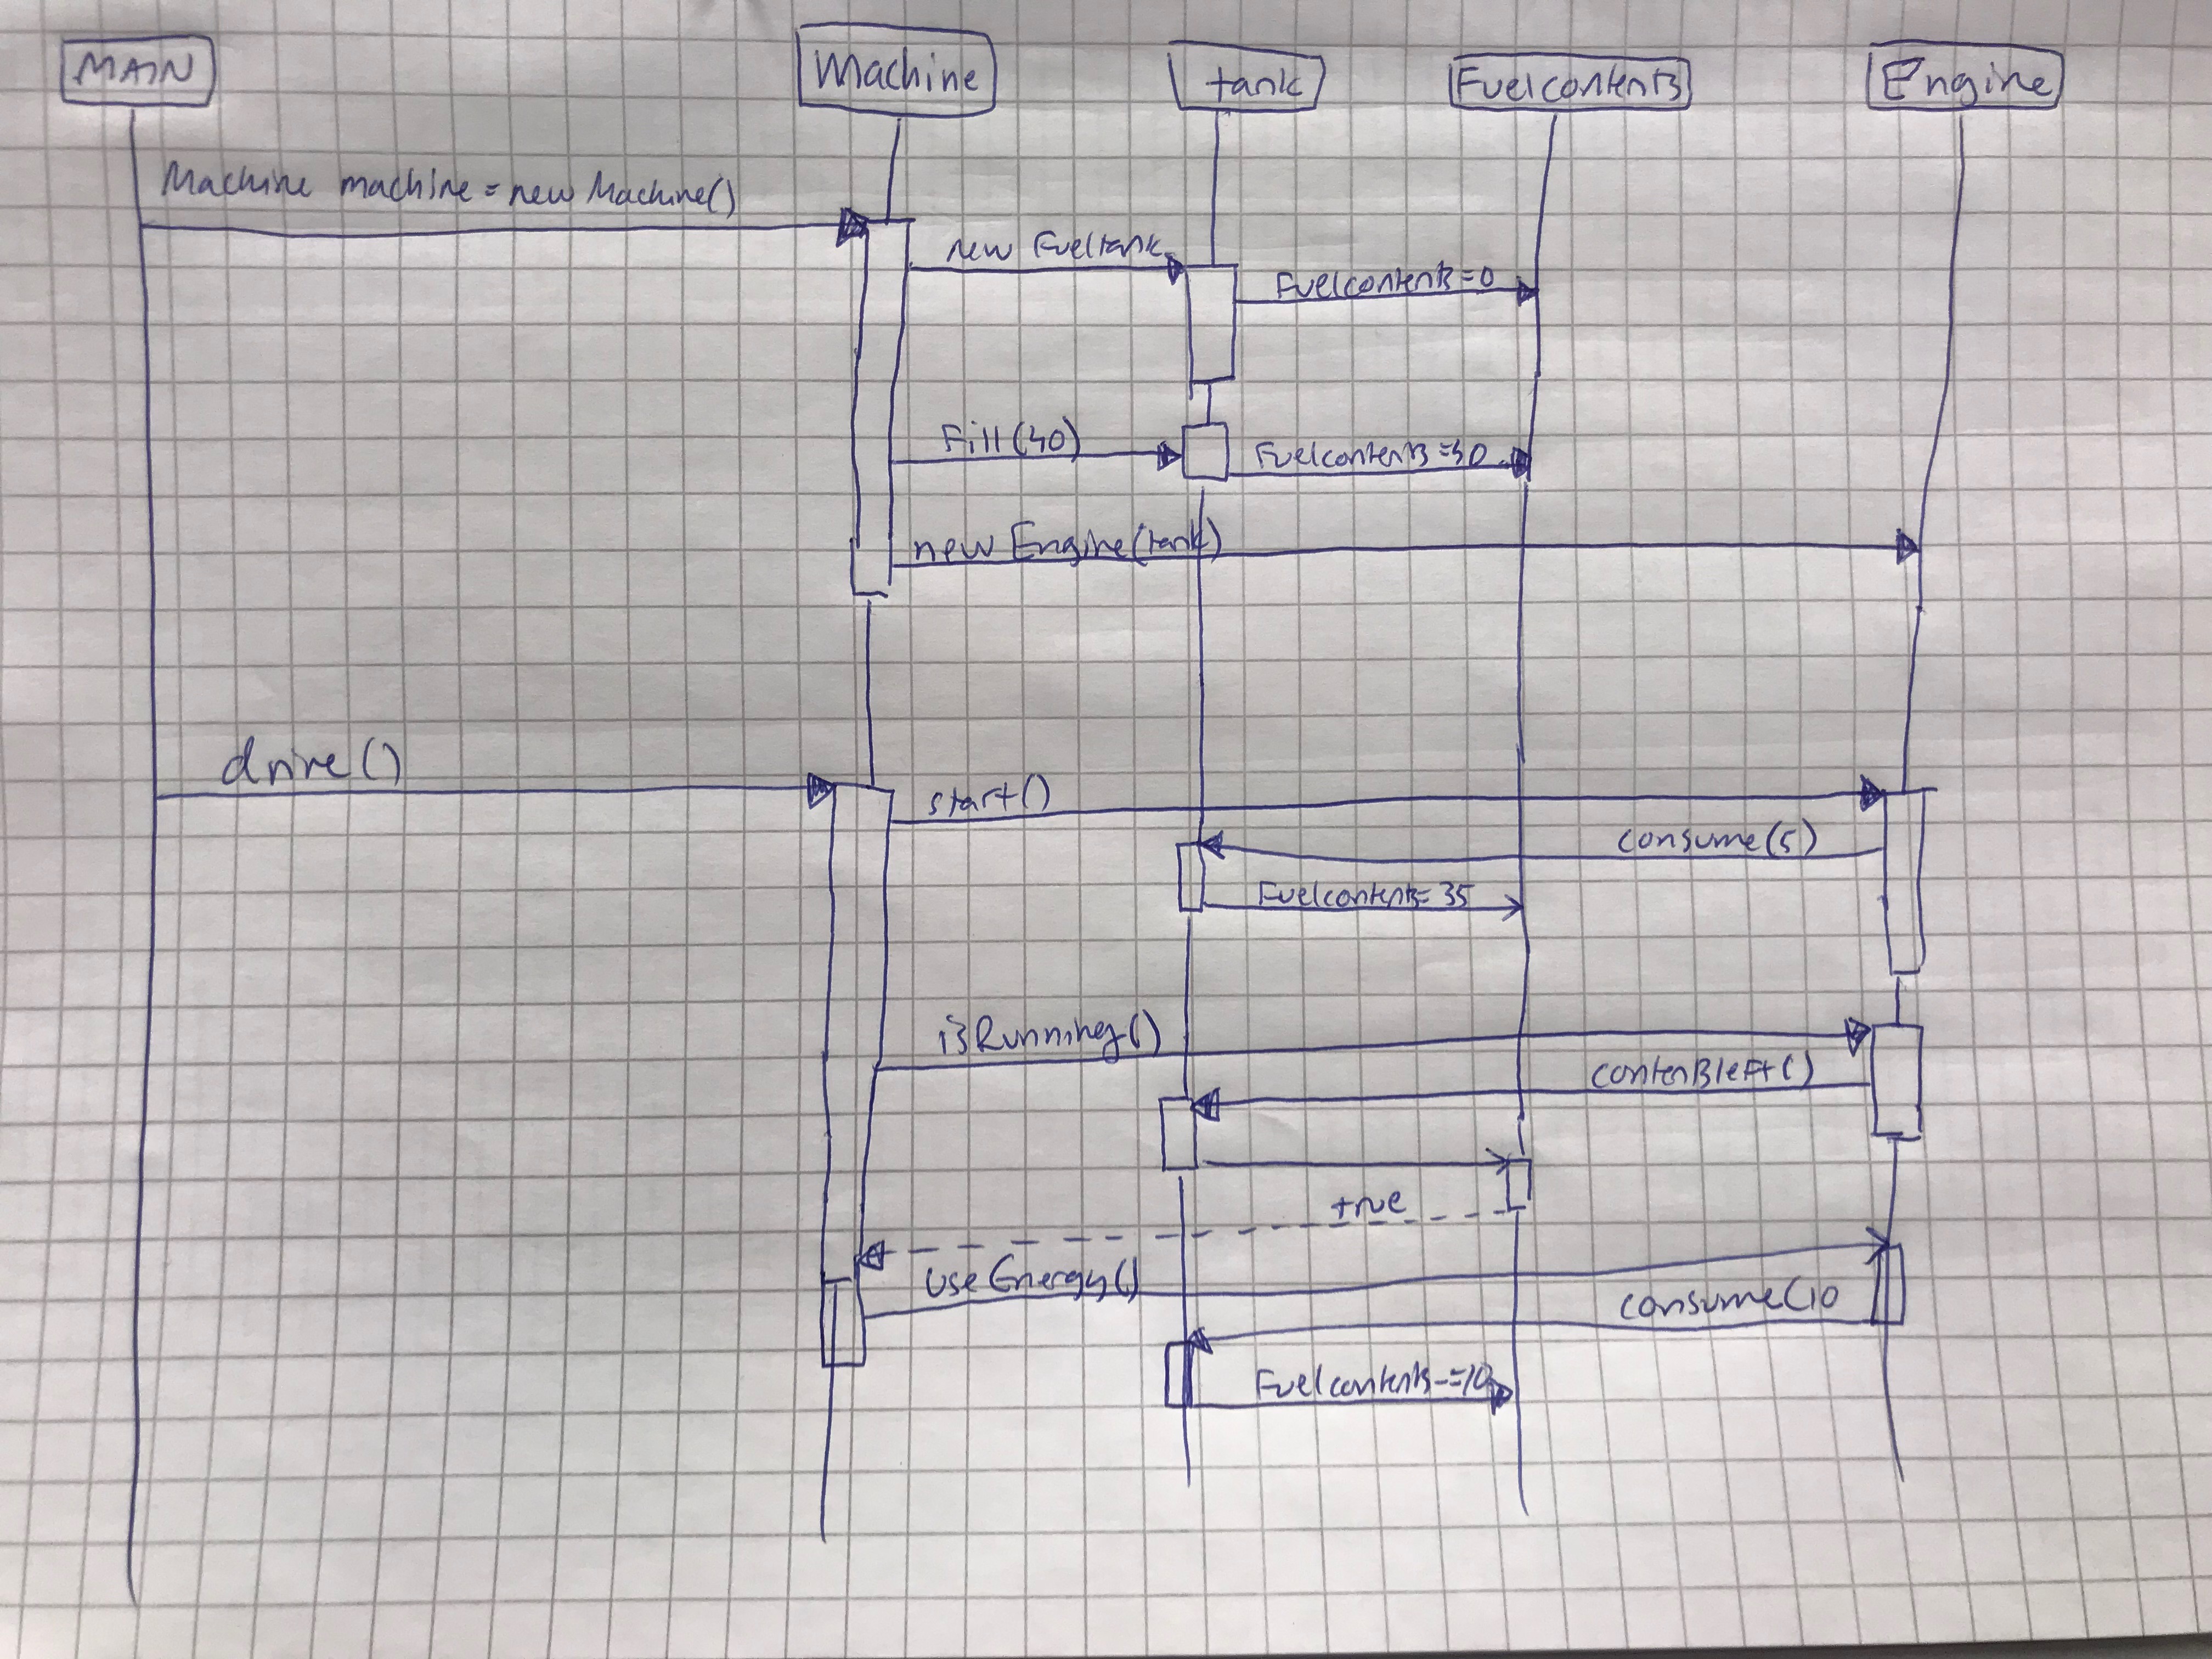 MAIN
Machine
tank
Fuelcontents
Engine
Machine machine = new Machine()
new Fueltank
Fuelcontents = 0
Fill(40)
Fuelcontents = 40
new Engine(tank)
drive()
start()
consume(5)
Fuelcontents = 35
isRunning()
contentsleft()
true
useEnergy()
consume(10
Fuelcontents -= 10